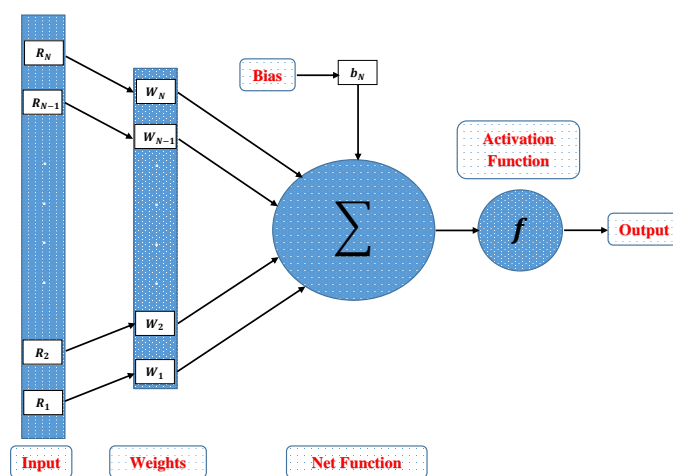 R_N
R_{N−1}
R_2
R_1
W_N
W_{N−1}
W_2
W_1
Bias
b_N
∑
Activation
Function
f
Output
Input
Weights
Net Function